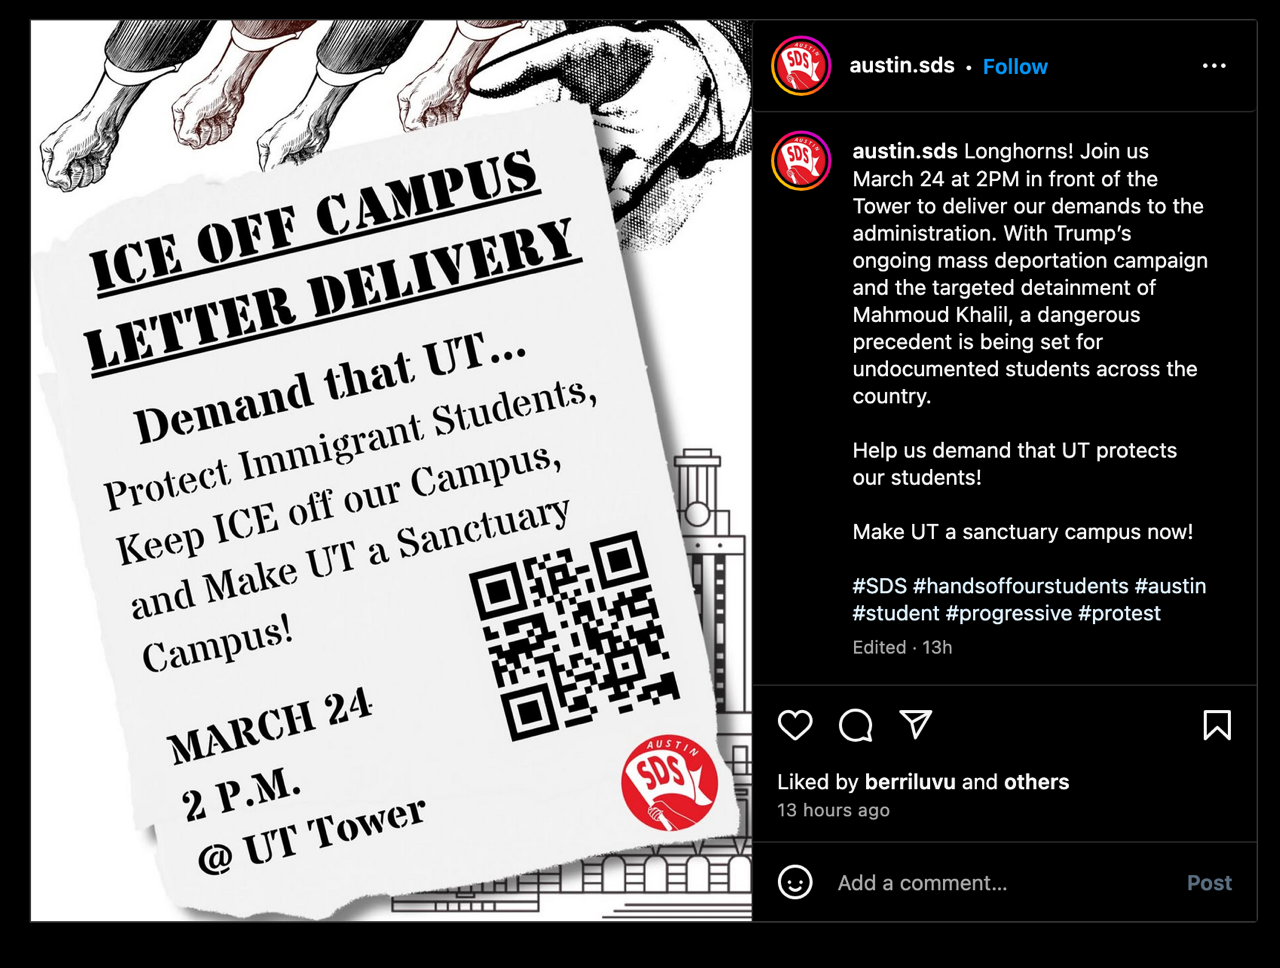 ICE OFF CAMPUS
LETTER DELIVERY
Demand that UT...
Protect Immigrant Students,
Keep ICE off our Campus,
and Make UT a Sanctuary
Campus!
MARCH 24
2 P.M.
@ UT Tower
AUSTIN
SDS
AUSTIN
SDS
austin.sds • Follow
AUSTIN
SDS
austin.sds Longhorns! Join us
March 24 at 2PM in front of the
Tower to deliver our demands to the
administration. With Trump’s
ongoing mass deportation campaign
and the targeted detainment of
Mahmoud Khalil, a dangerous
precedent is being set for
undocumented students across the
country.
Help us demand that UT protects
our students!
Make UT a sanctuary campus now!
#SDS #handsoffourstudents #austin
#student #progressive #protest
Edited · 13h
Liked by berriluvu and others
13 hours ago
Add a comment...
Post